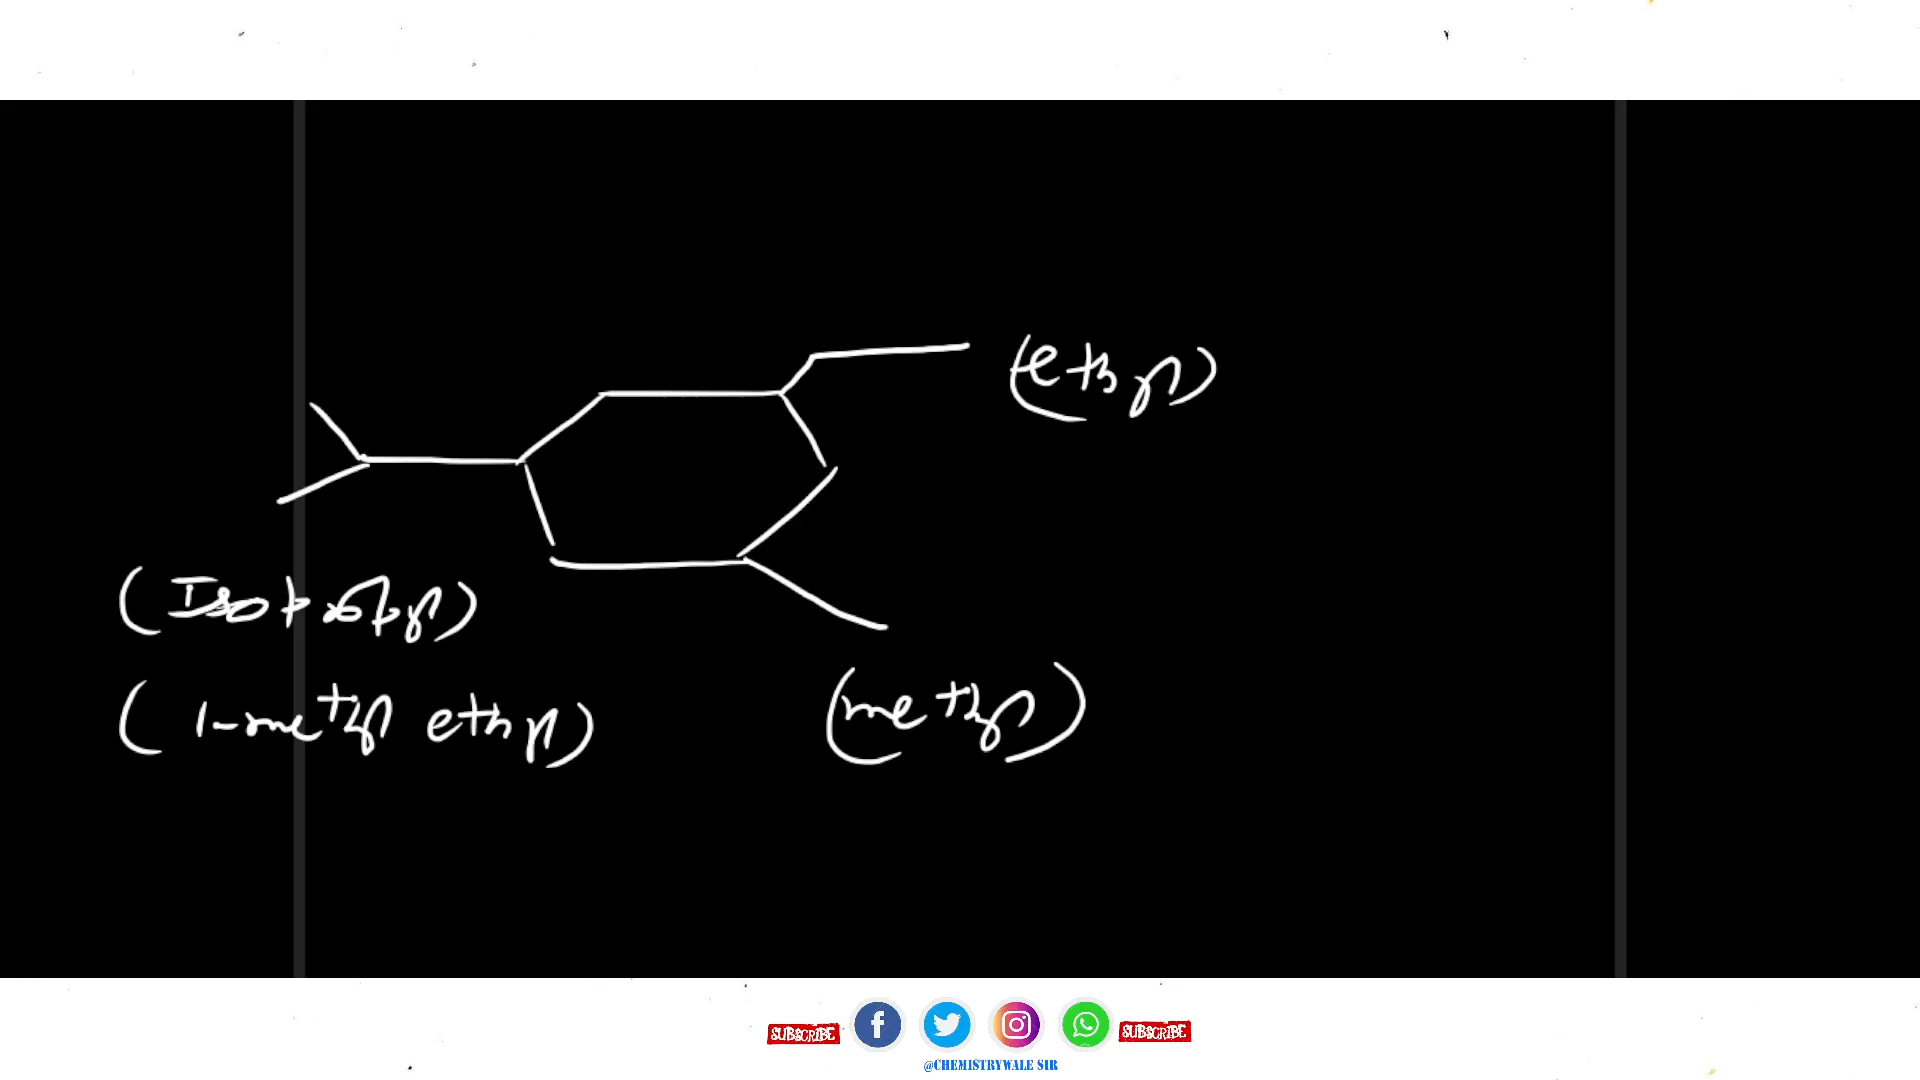 (ethyl)
(Isopropyl)
(1-methyl ethyl)
(methyl)
SUBSCRIBE
SUBSCRIBE
@CHEMISTRYWALE SIR